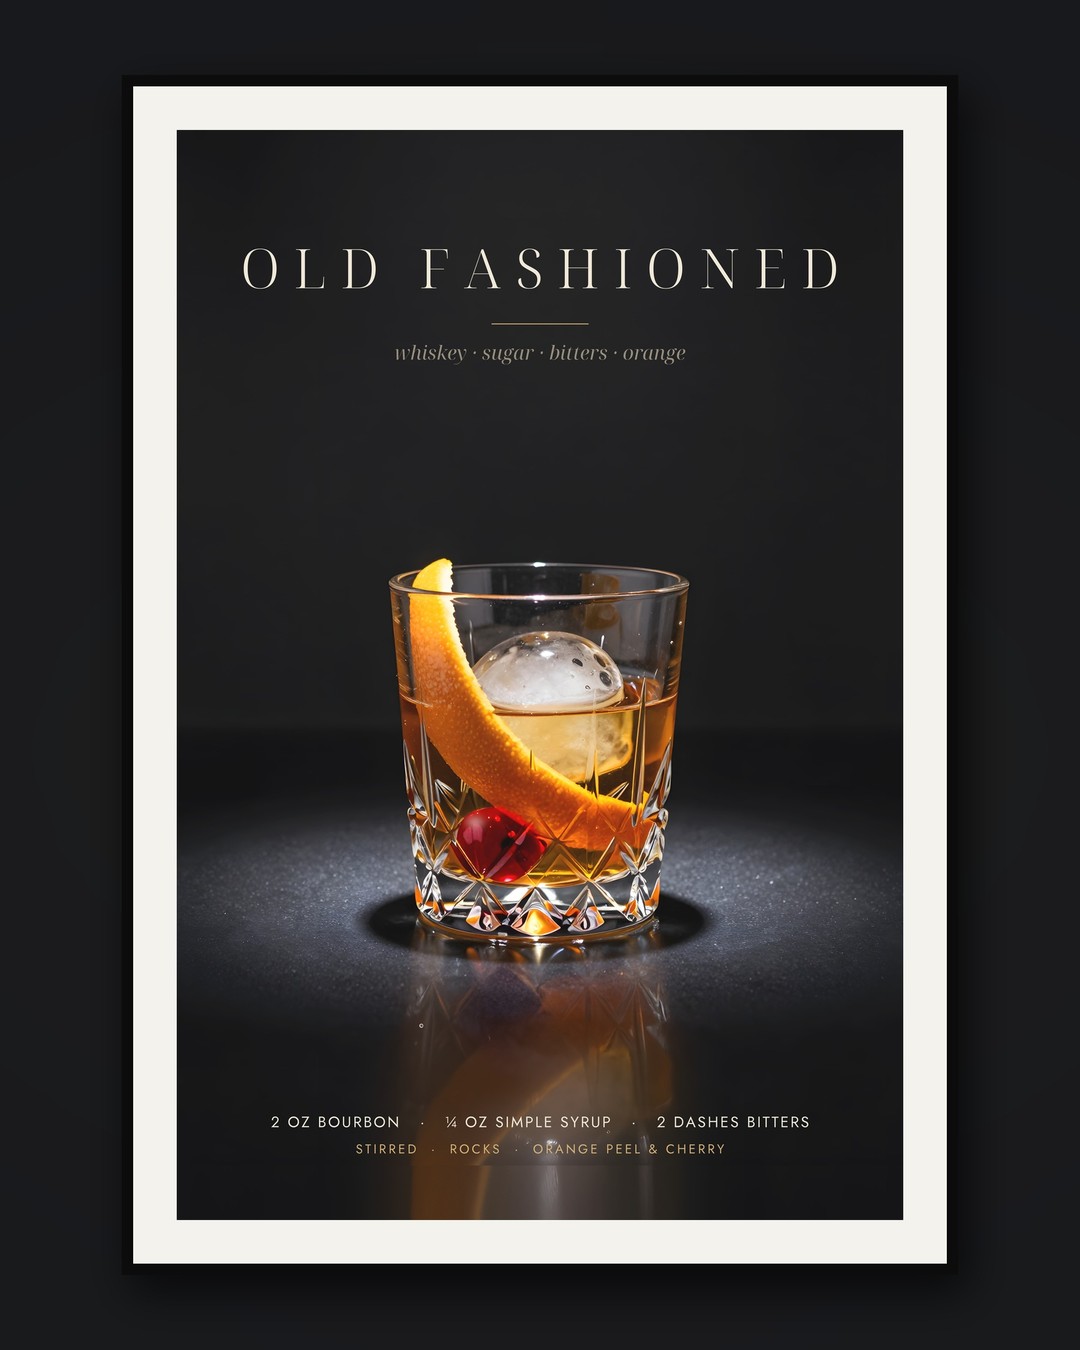 OLD FASHIONED
whiskey · sugar · bitters · orange
2 OZ BOURBON · ¼ OZ SIMPLE SYRUP · 2 DASHES BITTERS
STIRRED · ROCKS · ORANGE PEEL & CHERRY